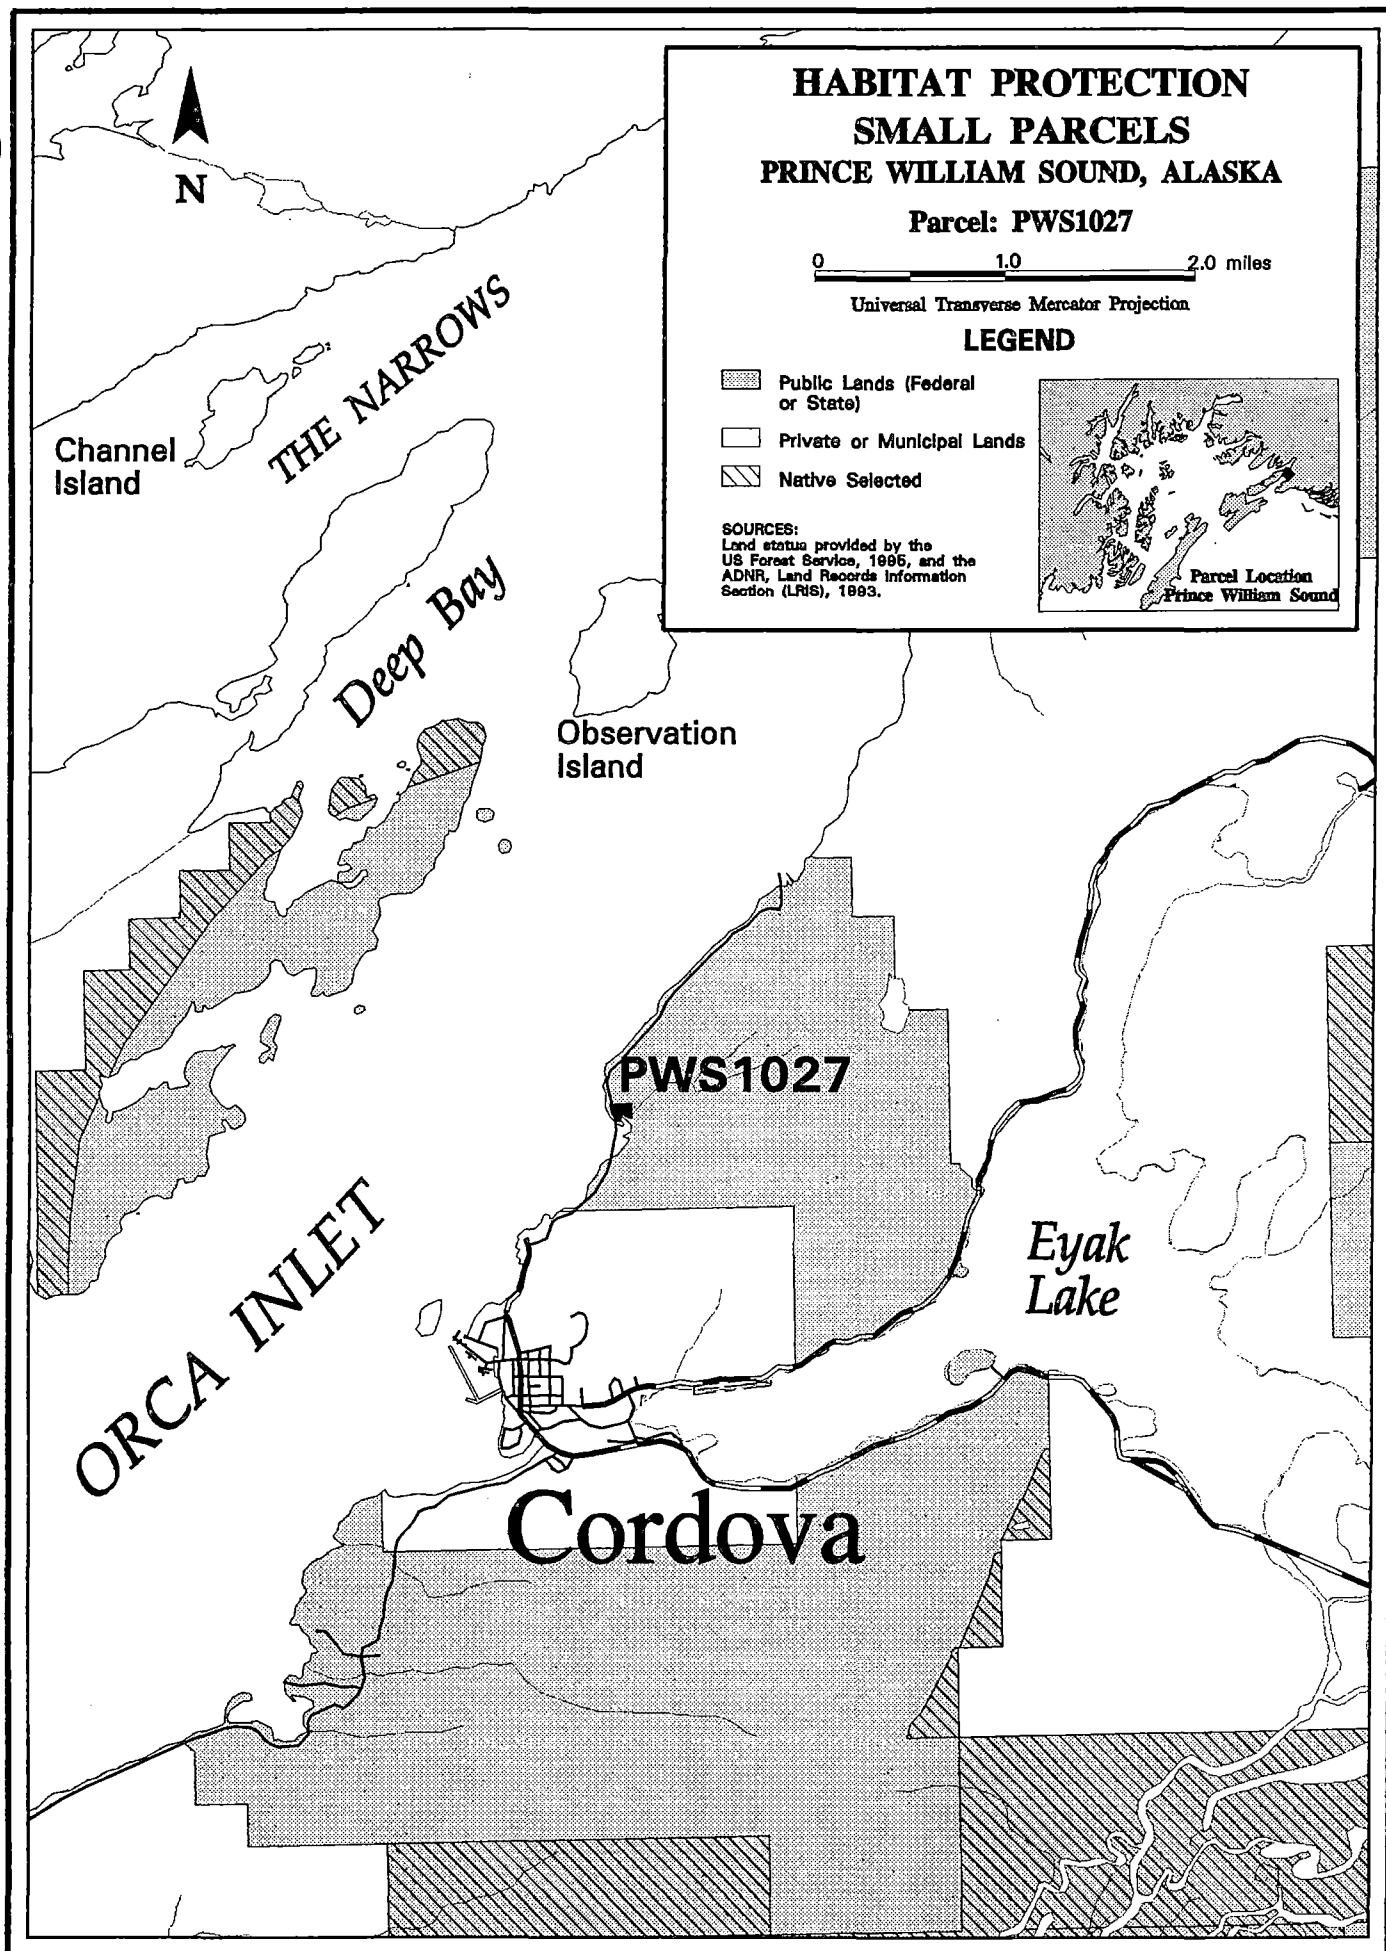 HABITAT PROTECTION
SMALL PARCELS
PRINCE WILLIAM SOUND, ALASKA
Parcel: PWS1027
0 1.0 2.0 miles
Universal Transverse Mercator Projection
LEGEND
Public Lands (Federal
or State)
Private or Municipal Lands
Native Selected
SOURCES:
Land status provided by the
US Forest Service, 1995, and the
ADNR, Land Records Information
Section (LRIS), 1993.
Parcel Location
Prince William Sound
N
THE NARROWS
Channel
Island
Deep Bay
Observation
Island
PWS1027
ORCA INLET
Eyak
Lake
Cordova